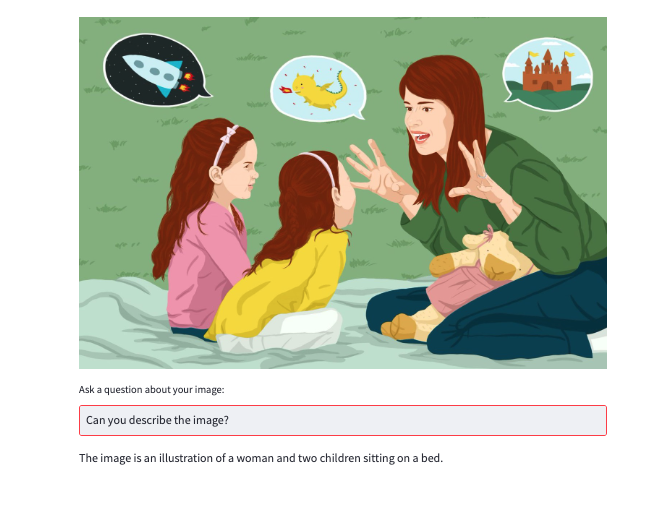 Ask a question about your image:
Can you describe the image?
The image is an illustration of a woman and two children sitting on a bed.